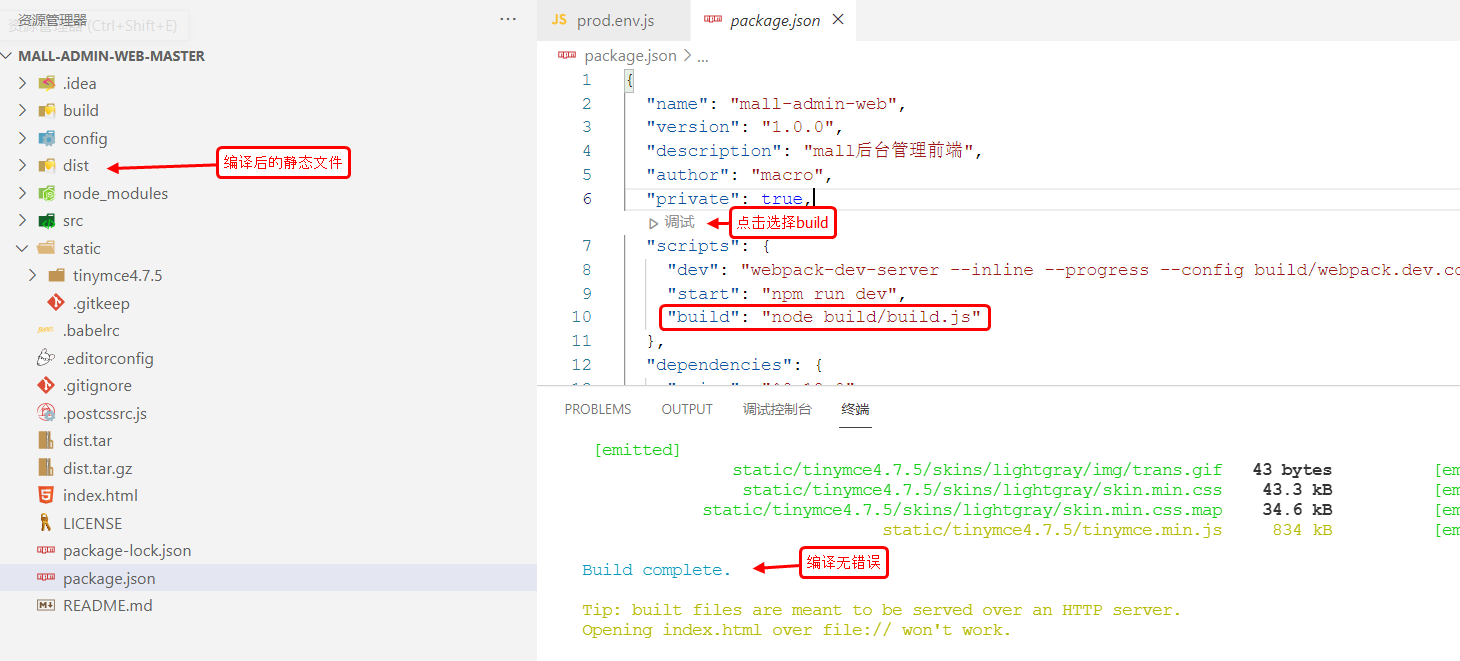 资源管理器
资源管理器 (Ctrl+Shift+E)
MALL-ADMIN-WEB-MASTER
.idea
build
config
dist
编译后的静态文件
node_modules
src
static
tinymce4.7.5
.gitkeep
.babelrc
.editorconfig
.gitignore
.postcssrc.js
dist.tar
dist.tar.gz
index.html
LICENSE
package-lock.json
package.json
README.md
JS prod.env.js
package.json
package.json > ...
1 {
2 "name": "mall-admin-web",
3 "version": "1.0.0",
4 "description": "mall后台管理前端",
5 "author": "macro",
6 "private": true,
调试
点击选择build
7 "scripts": {
8 "dev": "webpack-dev-server --inline --progress --config build/webpack.dev.co
9 "start": "npm run dev",
10 "build": "node build/build.js"
11 },
12 "dependencies": {
PROBLEMS OUTPUT 调试控制台 终端
[emitted]
static/tinymce4.7.5/skins/lightgray/img/trans.gif 43 bytes [em
static/tinymce4.7.5/skins/lightgray/skin.min.css 43.3 kB [em
static/tinymce4.7.5/skins/lightgray/skin.min.css.map 34.6 kB [em
static/tinymce4.7.5/tinymce.min.js 834 kB [em
Build complete.
编译无错误
Tip: built files are meant to be served over an HTTP server.
Opening index.html over file:// won't work.